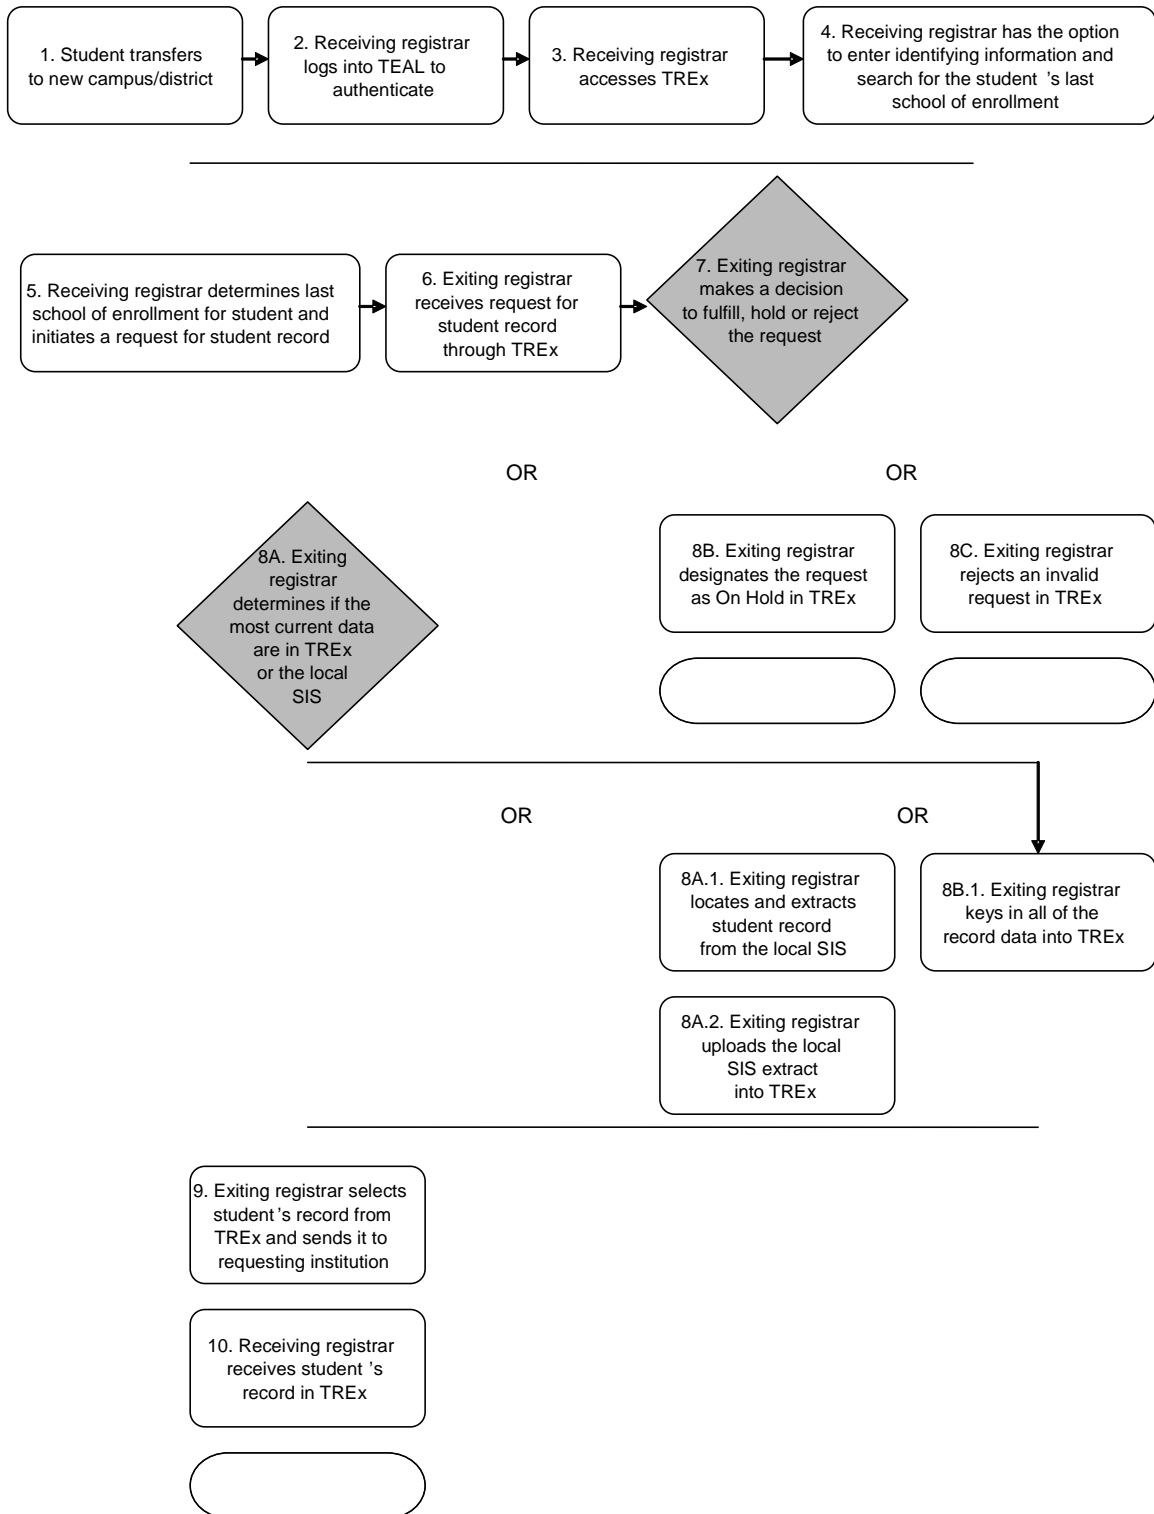 1. Student transfers
to new campus/district
2. Receiving registrar
logs into TEAL to
authenticate
3. Receiving registrar
accesses TREx
4. Receiving registrar has the option
to enter identifying information and
search for the student 's last
school of enrollment
5. Receiving registrar determines last
school of enrollment for student and
initiates a request for student record
6. Exiting registrar
receives request for
student record
through TREx
7. Exiting registrar
makes a decision
to fulfill, hold or reject
the request
OR
OR
8A. Exiting
registrar
determines if the
most current data
are in TREx
or the local
SIS
8B. Exiting registrar
designates the request
as On Hold in TREx
8C. Exiting registrar
rejects an invalid
request in TREx
OR
OR
8A.1. Exiting registrar
locates and extracts
student record
from the local SIS
8B.1. Exiting registrar
keys in all of the
record data into TREx
8A.2. Exiting registrar
uploads the local
SIS extract
into TREx
9. Exiting registrar selects
student's record from
TREx and sends it to
requesting institution
10. Receiving registrar
receives student 's
record in TREx